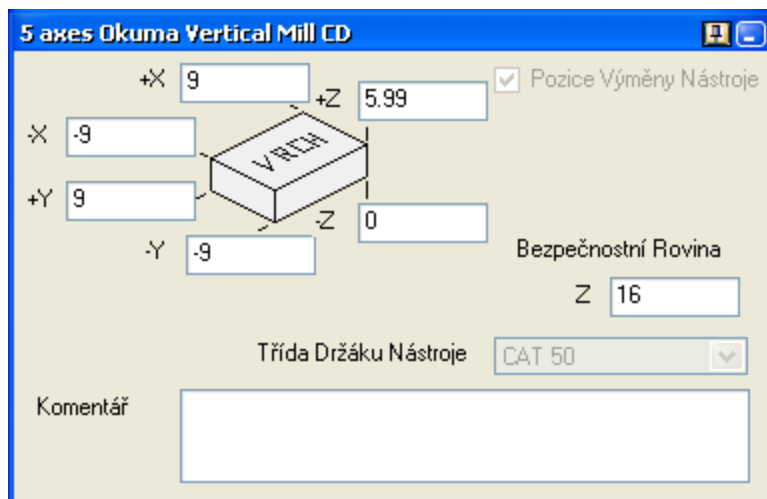 5 axes Okuma Vertical Mill CD
+X 9
+Z 5.99
Pozice Výměny Nástroje
-X -9
VRCH
+Y 9
-Z 0
-Y -9
Bezpečnostní Rovina
Z 16
Třída Držáku Nástroje CAT 50
Komentář